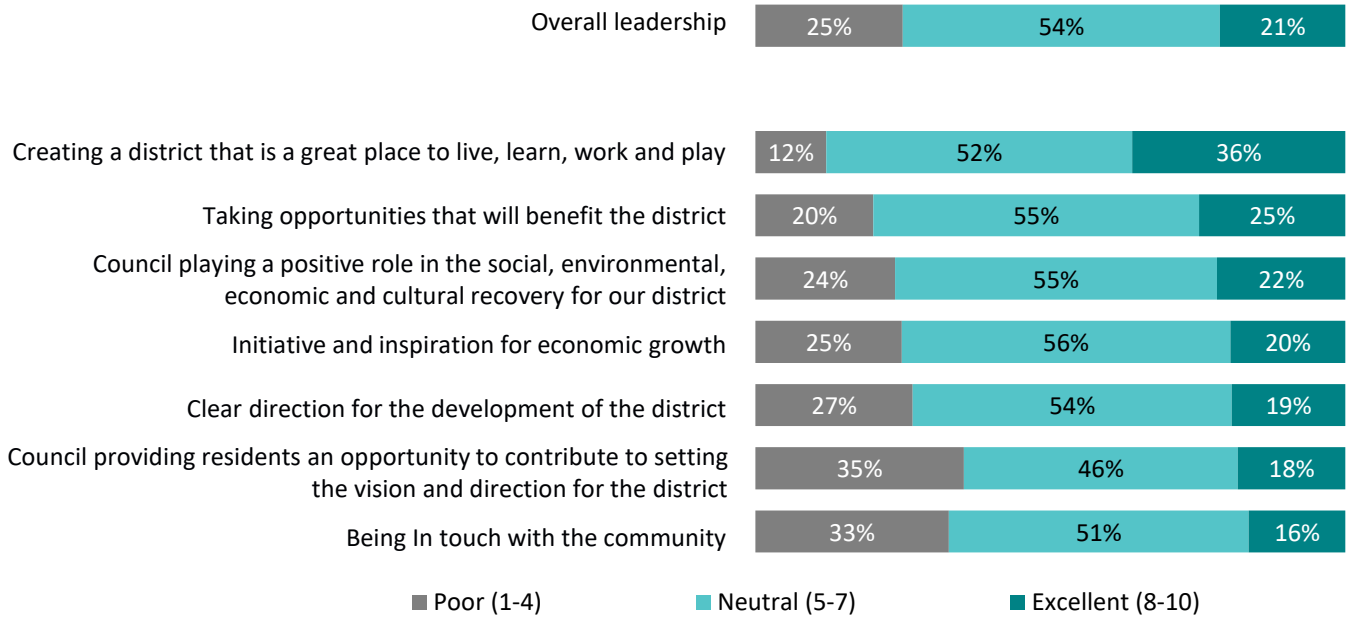 Overall leadership 25% 54% 21%
Creating a district that is a great place to live, learn, work and play 12% 52% 36%
Taking opportunities that will benefit the district 20% 55% 25%
Council playing a positive role in the social, environmental,
economic and cultural recovery for our district 24% 55% 22%
Initiative and inspiration for economic growth 25% 56% 20%
Clear direction for the development of the district 27% 54% 19%
Council providing residents an opportunity to contribute to setting
the vision and direction for the district 35% 46% 18%
Being In touch with the community 33% 51% 16%
Poor (1-4) Neutral (5-7) Excellent (8-10)